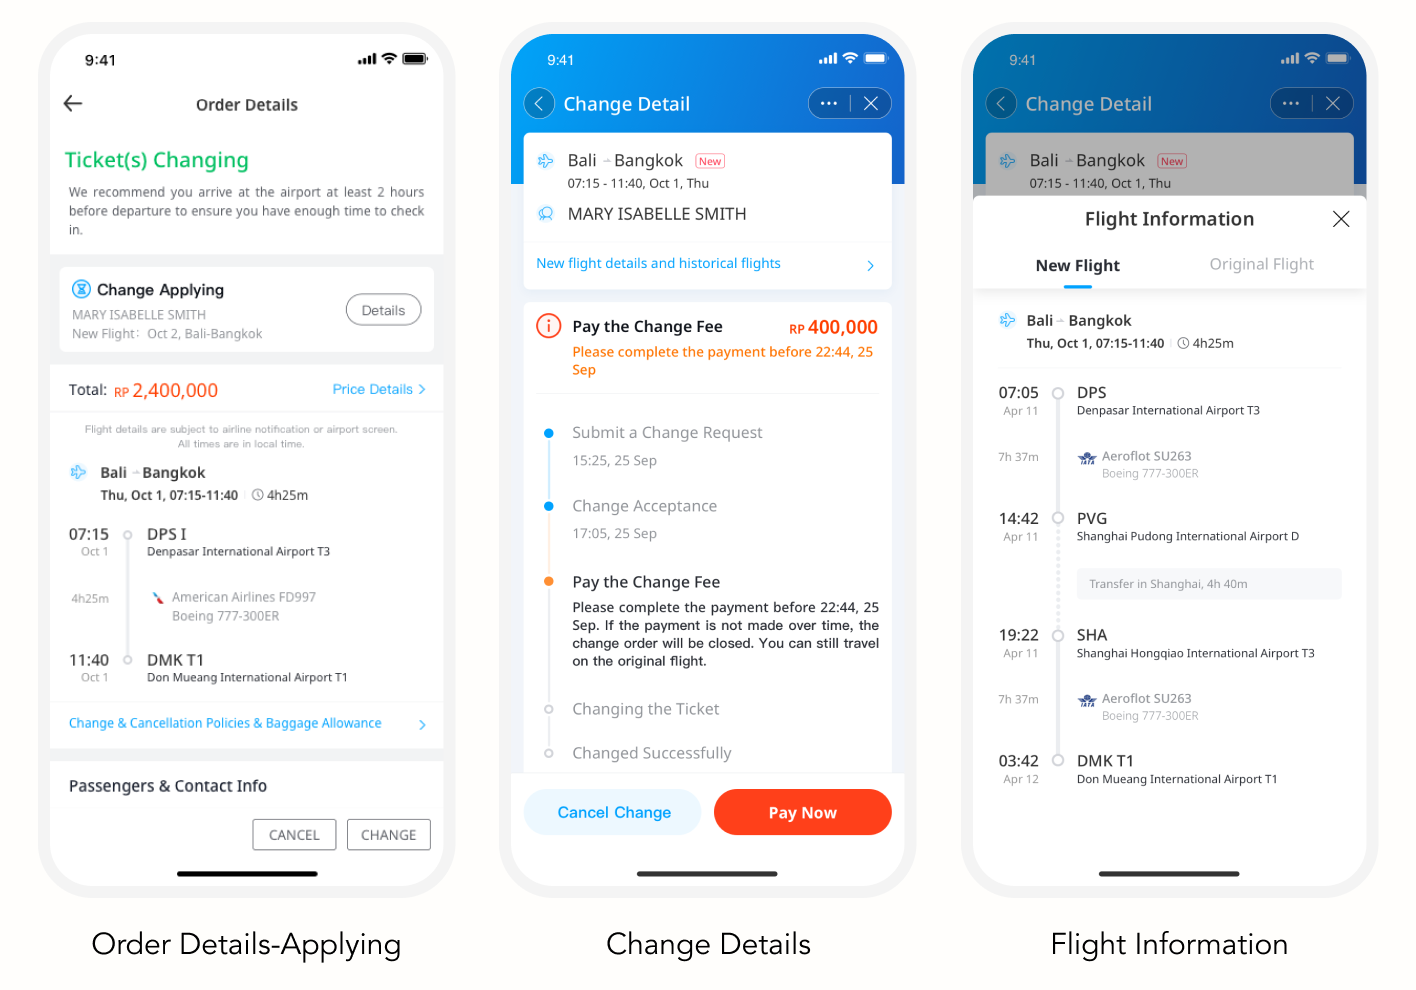 9:41
Order Details
Ticket(s) Changing
We recommend you arrive at the airport at least 2 hours
before departure to ensure you have enough time to check
in.
Change Applying
MARY ISABELLE SMITH
New Flight: Oct 2, Bali-Bangkok
Details
Total: RP 2,400,000
Price Details
Flight details are subject to airline notification or airport screen.
All times are in local time.
Bali Bangkok
Thu, Oct 1, 07:15-11:40 4h25m
07:15 DPS I
Oct 1 Denpasar International Airport T3
4h25m American Airlines FD997
Boeing 777-300ER
11:40 DMK T1
Oct 1 Don Mueang International Airport T1
Change & Cancellation Policies & Baggage Allowance
Passengers & Contact Info
CANCEL CHANGE
Order Details-Applying
9:41
Change Detail
Bali Bangkok New
07:15 - 11:40, Oct 1, Thu
MARY ISABELLE SMITH
New flight details and historical flights
Pay the Change Fee RP 400,000
Please complete the payment before 22:44, 25
Sep
Submit a Change Request
15:25, 25 Sep
Change Acceptance
17:05, 25 Sep
Pay the Change Fee
Please complete the payment before 22:44, 25
Sep. If the payment is not made over time, the
change order will be closed. You can still travel
on the original flight.
Changing the Ticket
Changed Successfully
Cancel Change Pay Now
Change Details
9:41
Change Detail
Bali Bangkok New
07:15 - 11:40, Oct 1, Thu
Flight Information
New Flight Original Flight
Bali Bangkok
Thu, Oct 1, 07:15-11:40 4h25m
07:05 DPS
Apr 11 Denpasar International Airport T3
7h 37m IATA Aeroflot SU263
Boeing 777-300ER
14:42 PVG
Apr 11 Shanghai Pudong International Airport D
Transfer in Shanghai, 4h 40m
19:22 SHA
Apr 11 Shanghai Hongqiao International Airport T3
7h 37m IATA Aeroflot SU263
Boeing 777-300ER
03:42 DMK T1
Apr 12 Don Mueang International Airport T1
Flight Information